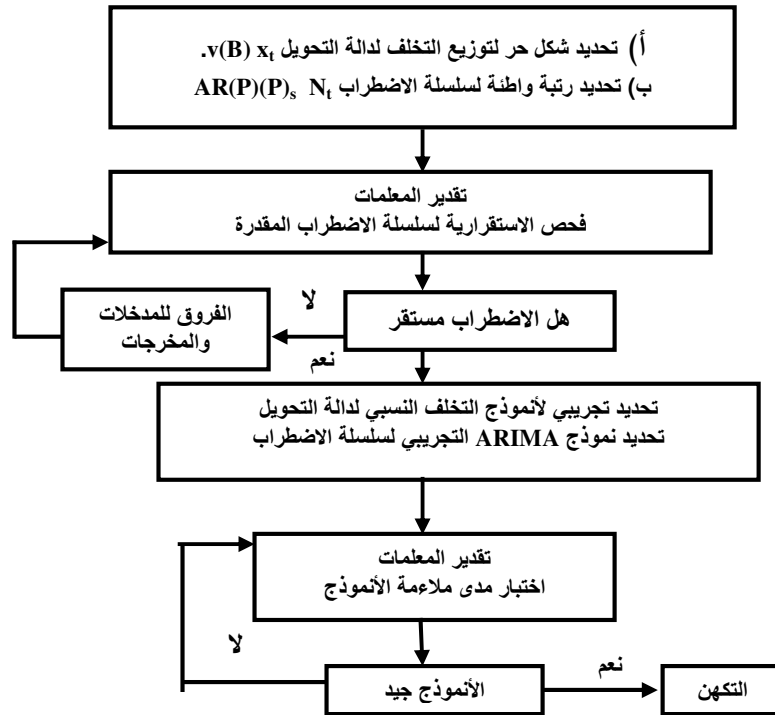 أ) تحديد شكل حر لتوزيع التخلف لدالة التحويل v(B) xₜ.
ب) تحديد رتبة واطئة لسلسلة الاضطراب AR(P)(P)ₛ Nₜ
تقدير المعلمات
فحص الاستقرارية لسلسلة الاضطراب المقدرة
هل الاضطراب مستقر
لا
الفروق للمدخلات
والمخرجات
نعم
تحديد تجريبي لأنموذج التخلف النسبي لدالة التحويل
تحديد نموذج ARIMA التجريبي لسلسلة الاضطراب
تقدير المعلمات
اختبار مدى ملاءمة الأنموذج
لا
الأنموذج جيد
نعم
التكهن